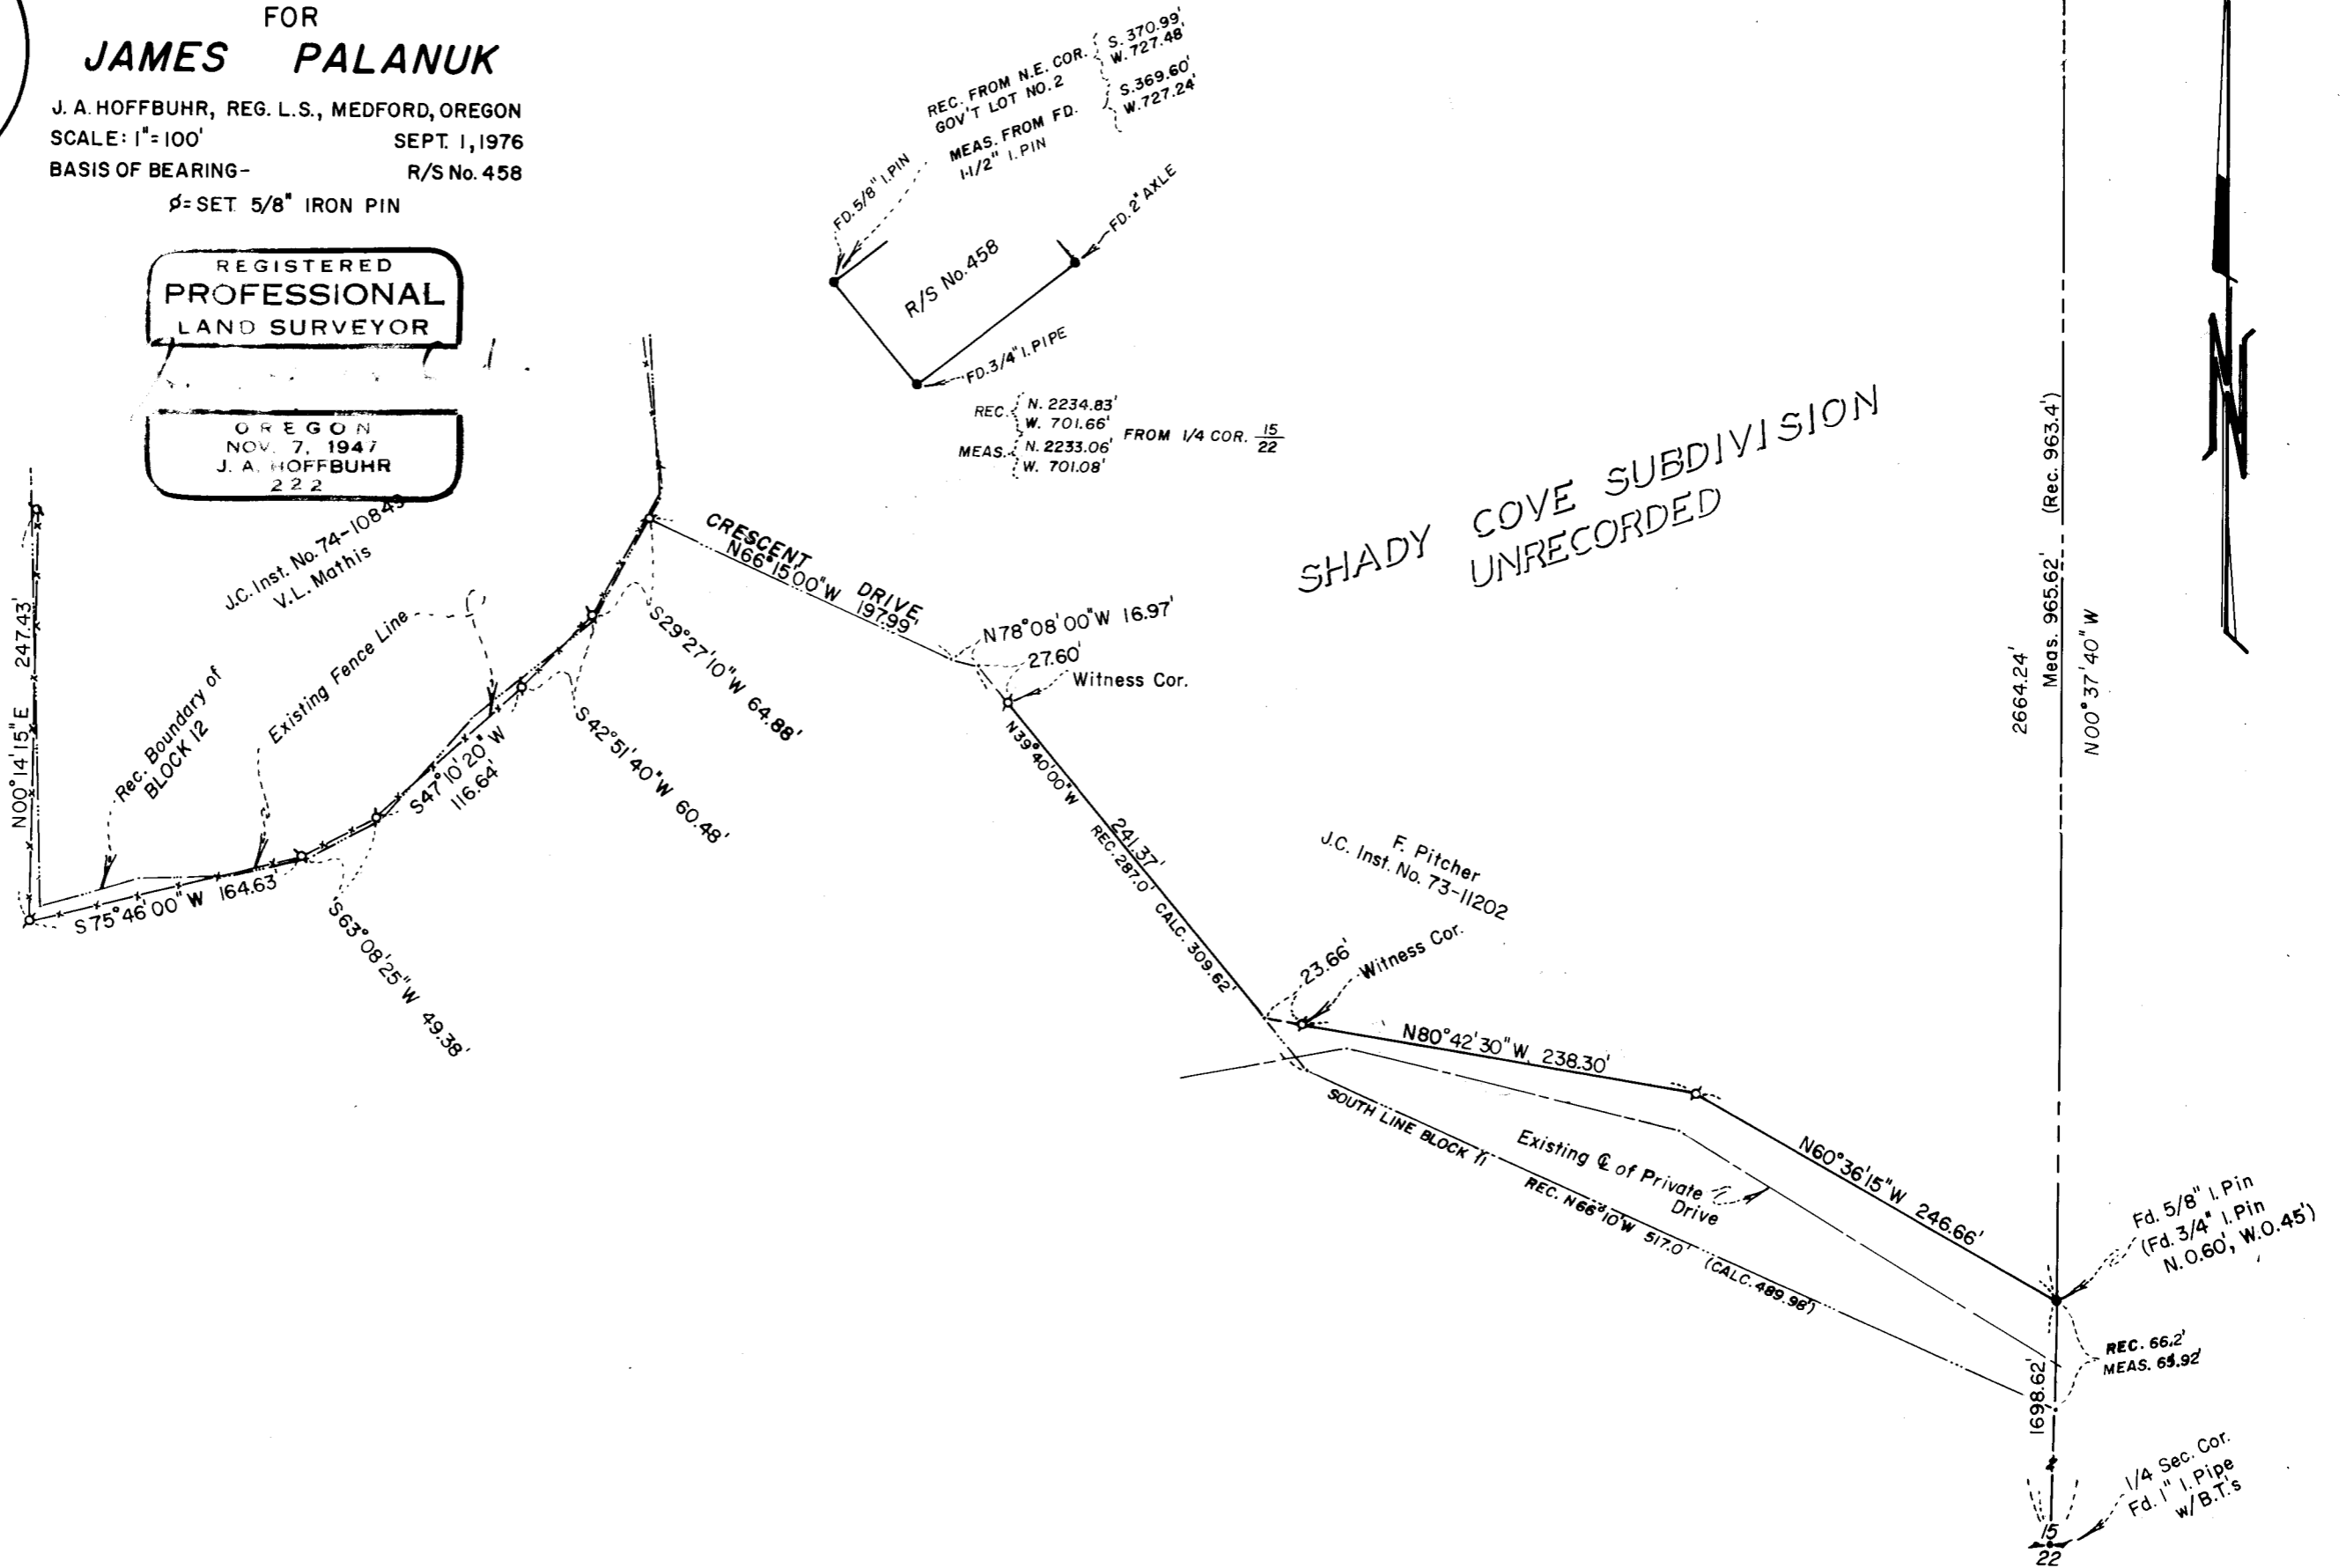 FOR
JAMES PALANUK
J. A. HOFFBUHR, REG. L.S., MEDFORD, OREGON
SCALE: 1"=100' SEPT. 1, 1976
BASIS OF BEARING- R/S No. 458
ø= SET 5/8" IRON PIN
REGISTERED
PROFESSIONAL
LAND SURVEYOR
OREGON
NOV. 7, 1947
J. A. HOFFBUHR
222
REC. FROM N.E. COR.
GOV'T LOT NO. 2
S. 370.99'
W. 727.48'
MEAS. FROM FD.
1-1/2" I. PIN
S. 369.60'
W. 727.24'
FD. 5/8" I. PIN
FD. 2" AXLE
R/S No. 458
FD. 3/4" I. PIPE
REC. N. 2234.83'
W. 701.66'
MEAS. N. 2233.06'
W. 701.08'
FROM 1/4 COR. 15/22
SHADY COVE SUBDIVISION
UNRECORDED
J.C. Inst. No. 74-10845
V.L. Mathis
N00°14'15"E 247.43'
Rec. Boundary of
BLOCK 12
Existing Fence Line
S75°46'00"W 164.63'
S63°08'25"W 49.38'
S47°10'20"W
116.64'
S42°51'40"W 60.48'
S29°27'10"W 64.88'
CRESCENT DRIVE
N66°15'00"W 197.99'
N78°08'00"W 16.97'
27.60'
Witness Cor.
N39°40'00"W 241.37'
REC. 287.0' CALC. 309.62'
F. Pitcher
J.C. Inst. No. 73-11202
23.66'
Witness Cor.
N80°42'30"W 238.30'
N60°36'15"W 246.66'
SOUTH LINE BLOCK 11
REC. N66°10'W 517.0' (CALC. 489.98')
Existing ℄ of Private
Drive
2664.24'
Meas. 965.62' (Rec. 963.4')
N00°37'40"W
N
Fd. 5/8" I. Pin
(Fd. 3/4" I. Pin
N. 0.60', W. 0.45')
REC. 66.2'
MEAS. 65.92'
1698.62'
1/4 Sec. Cor.
Fd. 1" I. Pipe
w/ B.T.'s
15
22